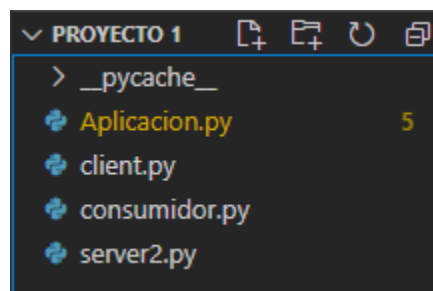 PROYECTO 1
__pycache__
Aplicacion.py 5
client.py
consumidor.py
server2.py